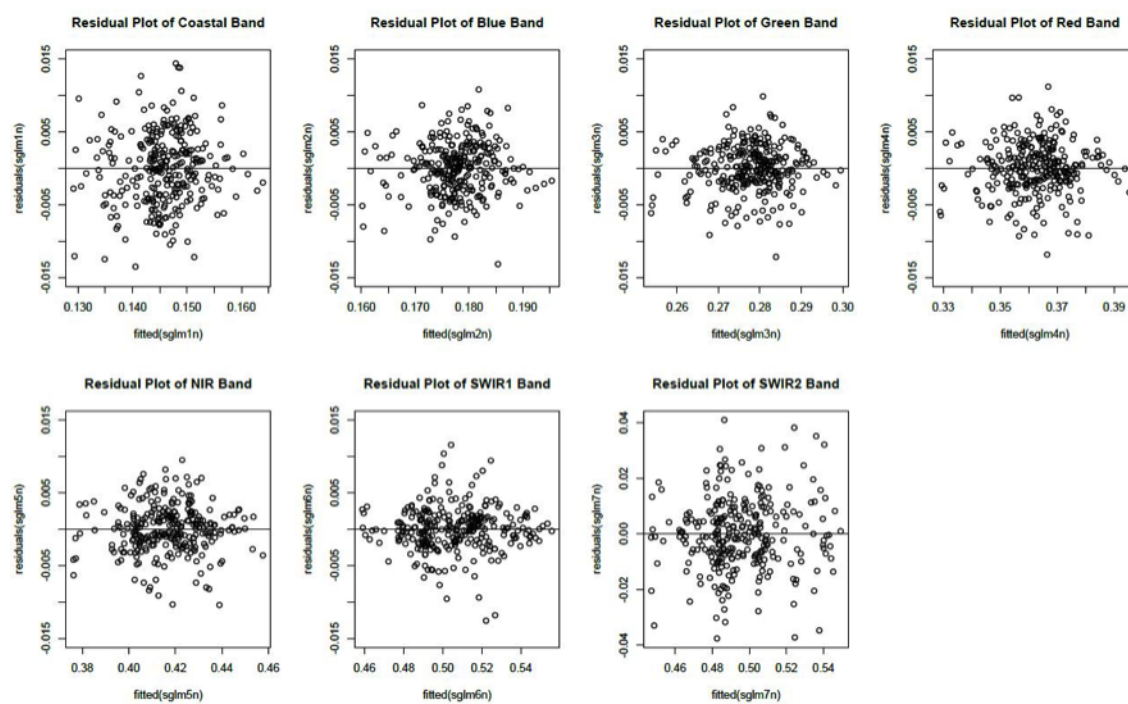 Residual Plot of Coastal Band
0.015
0.005
-0.005
-0.015
residuals(sglm1n)
0.130 0.140 0.150 0.160
fitted(sglm1n)
Residual Plot of Blue Band
0.015
0.005
-0.005
-0.015
residuals(sglm2n)
0.160 0.170 0.180 0.190
fitted(sglm2n)
Residual Plot of Green Band
0.015
0.005
-0.005
-0.015
residuals(sglm3n)
0.26 0.27 0.28 0.29 0.30
fitted(sglm3n)
Residual Plot of Red Band
0.015
0.005
-0.005
-0.015
residuals(sglm4n)
0.33 0.35 0.37 0.39
fitted(sglm4n)
Residual Plot of NIR Band
0.015
0.005
-0.005
-0.015
residuals(sglm5n)
0.38 0.40 0.42 0.44 0.46
fitted(sglm5n)
Residual Plot of SWIR1 Band
0.015
0.005
-0.005
-0.015
residuals(sglm6n)
0.46 0.48 0.50 0.52 0.54
fitted(sglm6n)
Residual Plot of SWIR2 Band
0.04
0.02
0.00
-0.02
-0.04
residuals(sglm7n)
0.46 0.48 0.50 0.52 0.54
fitted(sglm7n)